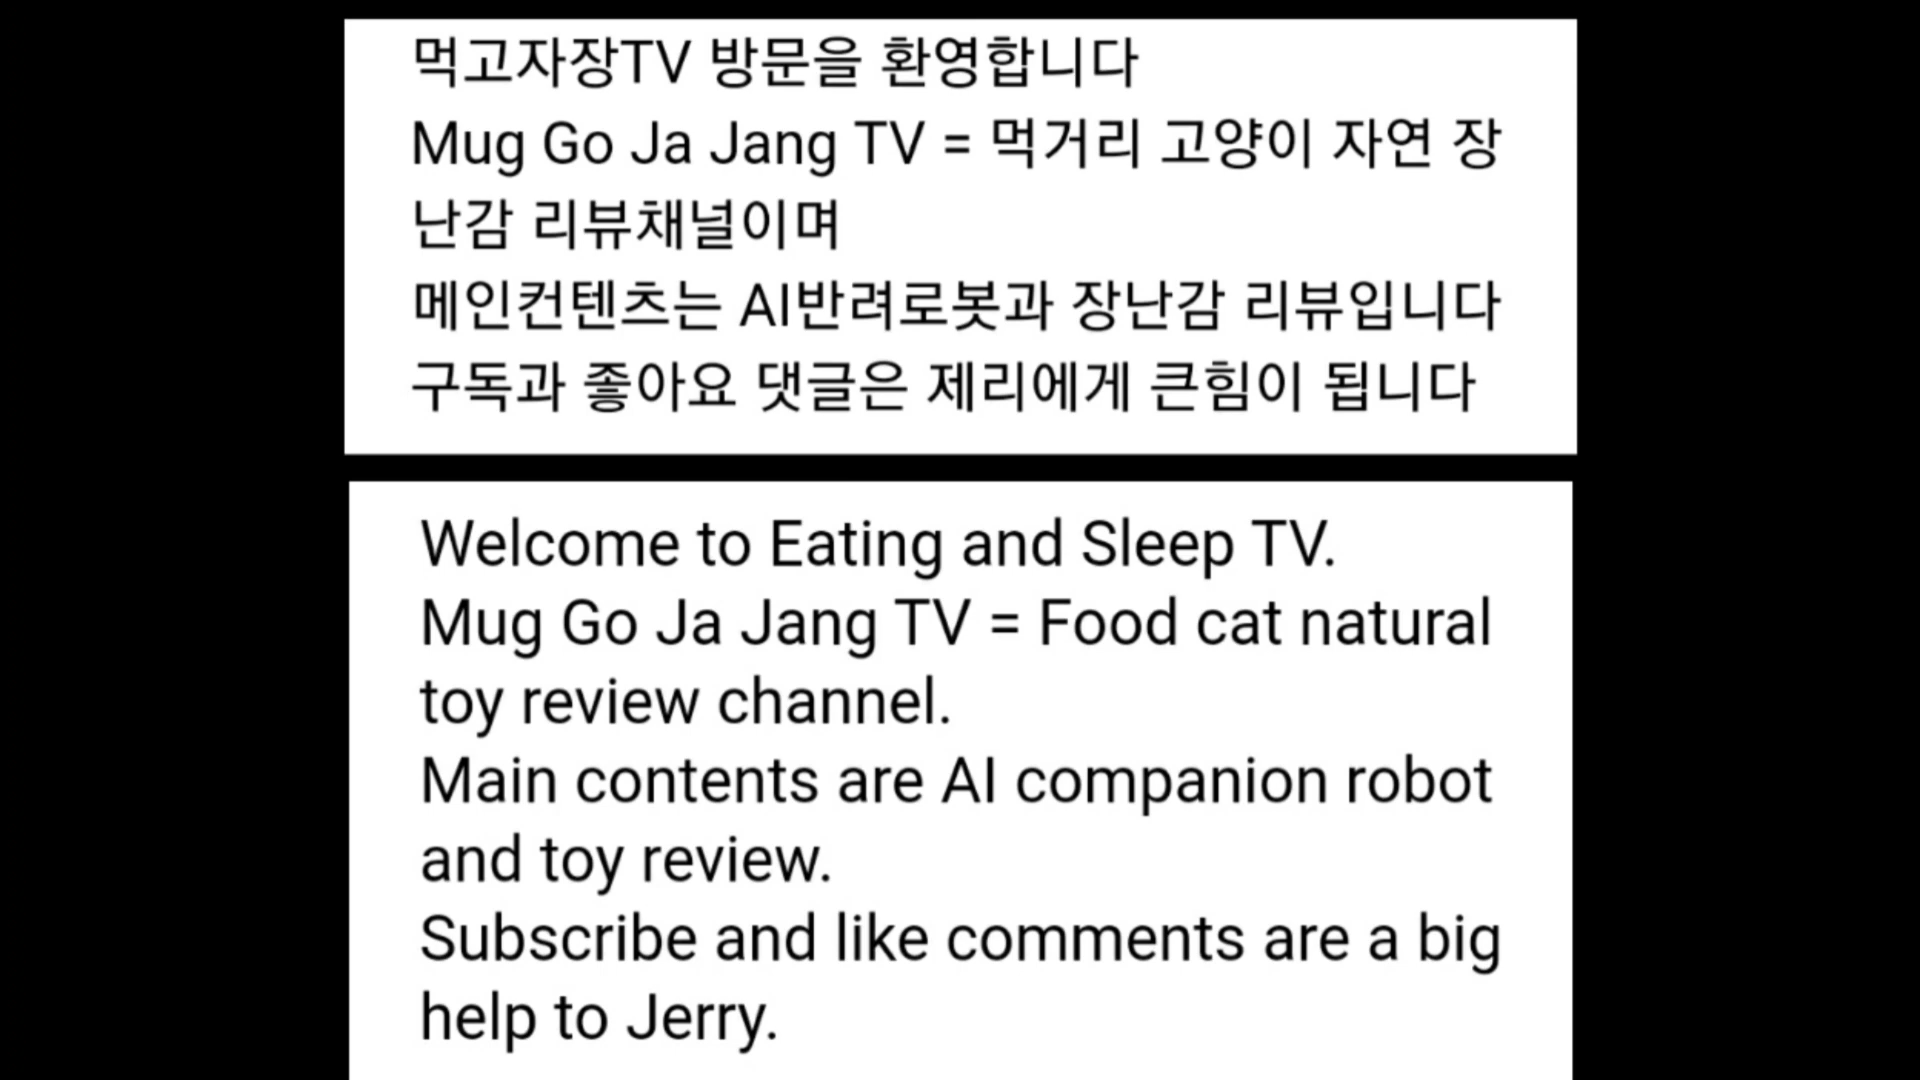 먹고자장TV 방문을 환영합니다
Mug Go Ja Jang TV = 먹거리 고양이 자연 장
난감 리뷰채널이며
메인컨텐츠는 AI반려로봇과 장난감 리뷰입니다
구독과 좋아요 댓글은 제리에게 큰힘이 됩니다
Welcome to Eating and Sleep TV.
Mug Go Ja Jang TV = Food cat natural
toy review channel.
Main contents are AI companion robot
and toy review.
Subscribe and like comments are a big
help to Jerry.